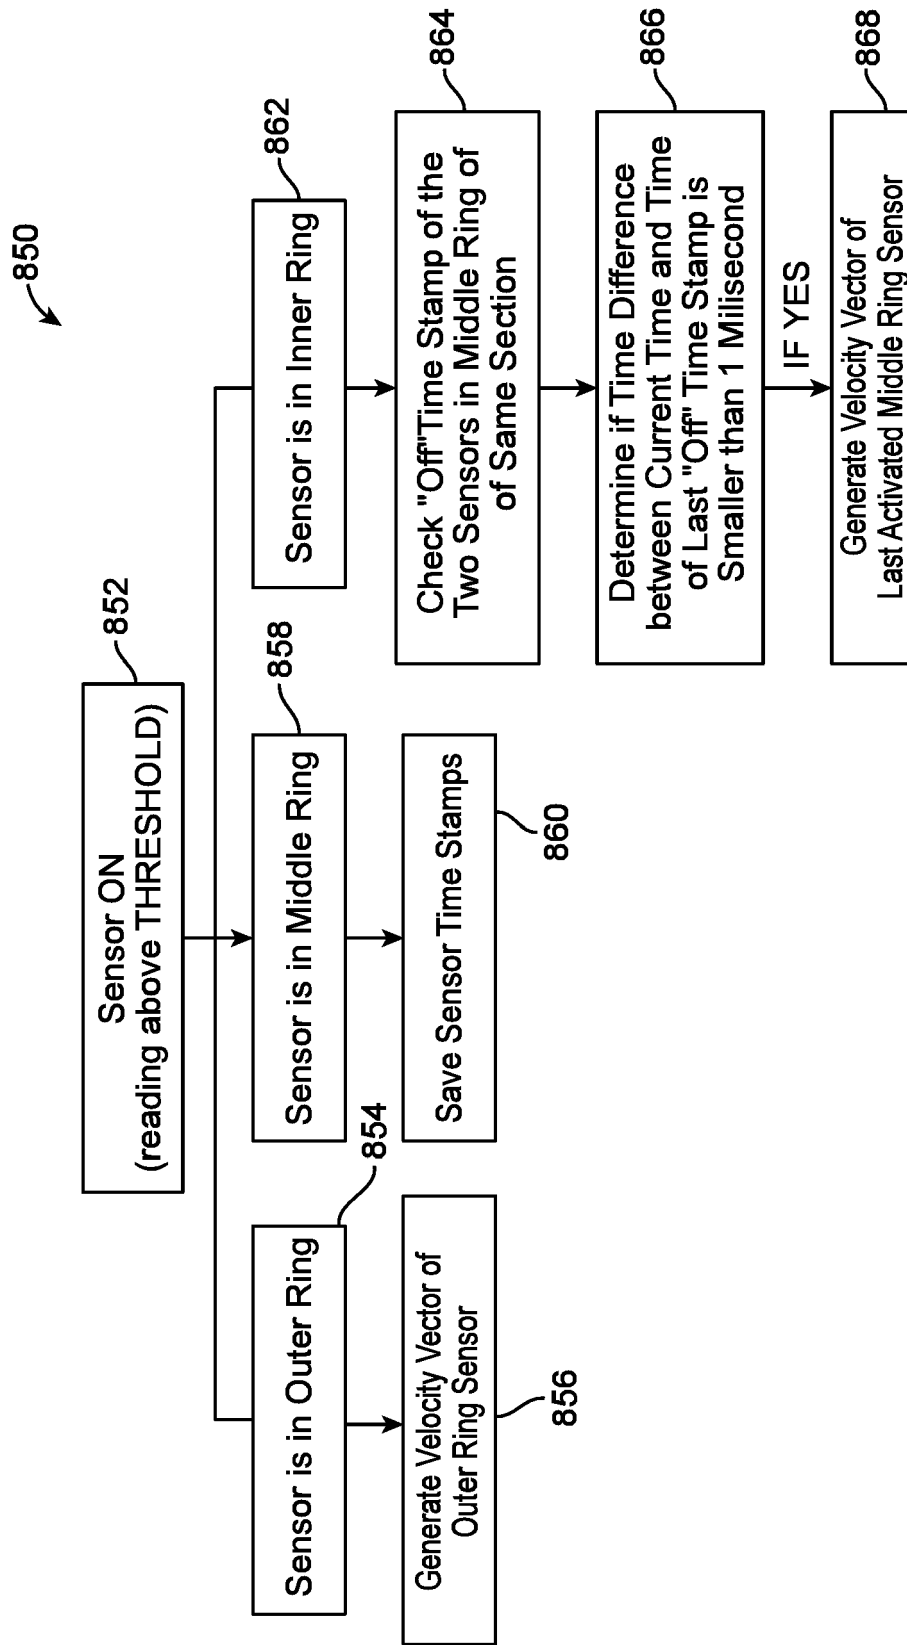 850
Sensor ON
(reading above THRESHOLD)
852
Sensor is in Outer Ring
854
Generate Velocity Vector of
Outer Ring Sensor
856
Sensor is in Middle Ring
858
Save Sensor Time Stamps
860
Sensor is in Inner Ring
862
Check "Off"Time Stamp of the
Two Sensors in Middle Ring of
of Same Section
864
Determine if Time Difference
between Current Time and Time
of Last "Off" Time Stamp is
Smaller than 1 Milisecond
866
IF YES
Generate Velocity Vector of
Last Activated Middle Ring Sensor
868